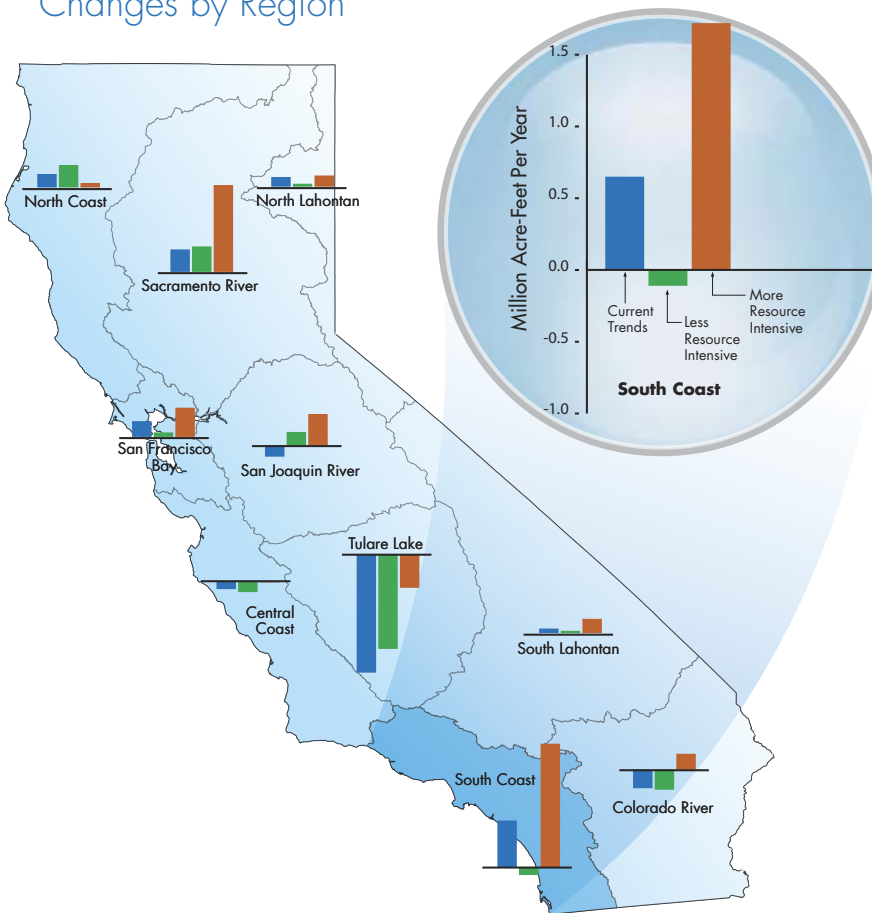 Changes by Region
1.5
1.0
0.5
0.0
-0.5
-1.0
Million Acre-Feet Per Year
Current
Trends
Less
Resource
Intensive
More
Resource
Intensive
South Coast
North Coast
North Lahontan
Sacramento River
San Francisco
Bay
San Joaquin River
Tulare Lake
Central
Coast
South Lahontan
South Coast
Colorado River